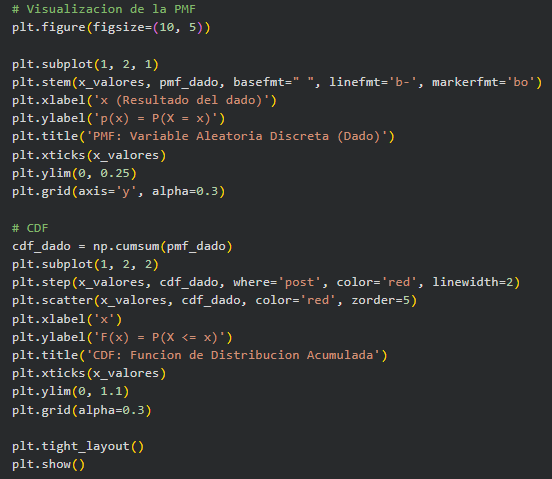 # Visualizacion de la PMF
plt.figure(figsize=(10, 5))

plt.subplot(1, 2, 1)
plt.stem(x_valores, pmf_dado, basefmt=" ", linefmt='b-', markerfmt='bo')
plt.xlabel('x (Resultado del dado)')
plt.ylabel('p(x) = P(X = x)')
plt.title('PMF: Variable Aleatoria Discreta (Dado)')
plt.xticks(x_valores)
plt.ylim(0, 0.25)
plt.grid(axis='y', alpha=0.3)

# CDF
cdf_dado = np.cumsum(pmf_dado)
plt.subplot(1, 2, 2)
plt.step(x_valores, cdf_dado, where='post', color='red', linewidth=2)
plt.scatter(x_valores, cdf_dado, color='red', zorder=5)
plt.xlabel('x')
plt.ylabel('F(x) = P(X <= x)')
plt.title('CDF: Funcion de Distribucion Acumulada')
plt.xticks(x_valores)
plt.ylim(0, 1.1)
plt.grid(alpha=0.3)

plt.tight_layout()
plt.show()